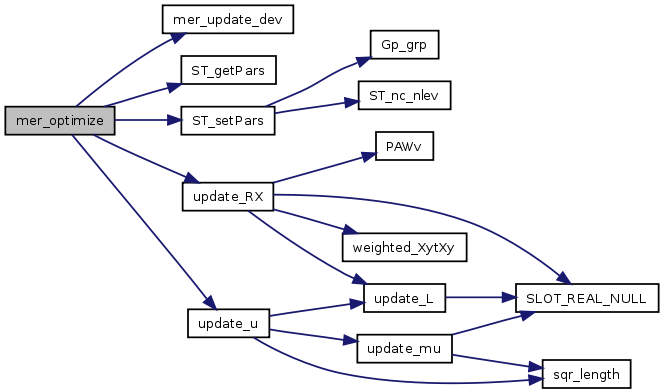 mer_update_dev
Gp_grp
ST_getPars
ST_nc_nlev
mer_optimize
ST_setPars
PAWv
update_RX
weighted_XytXy
update_L
SLOT_REAL_NULL
update_u
update_mu
sqr_length